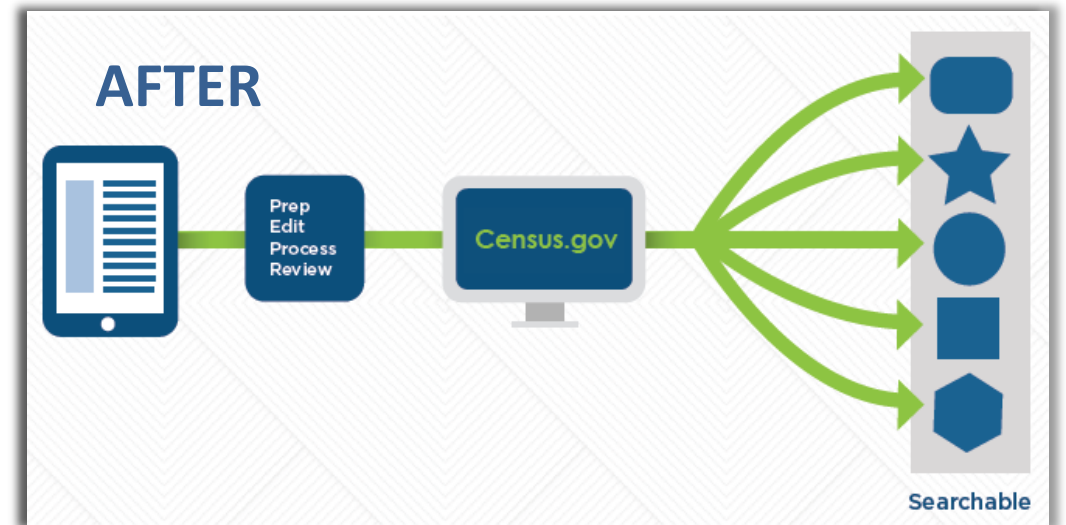 AFTER
Prep
Edit
Process
Review
Census.gov
Searchable